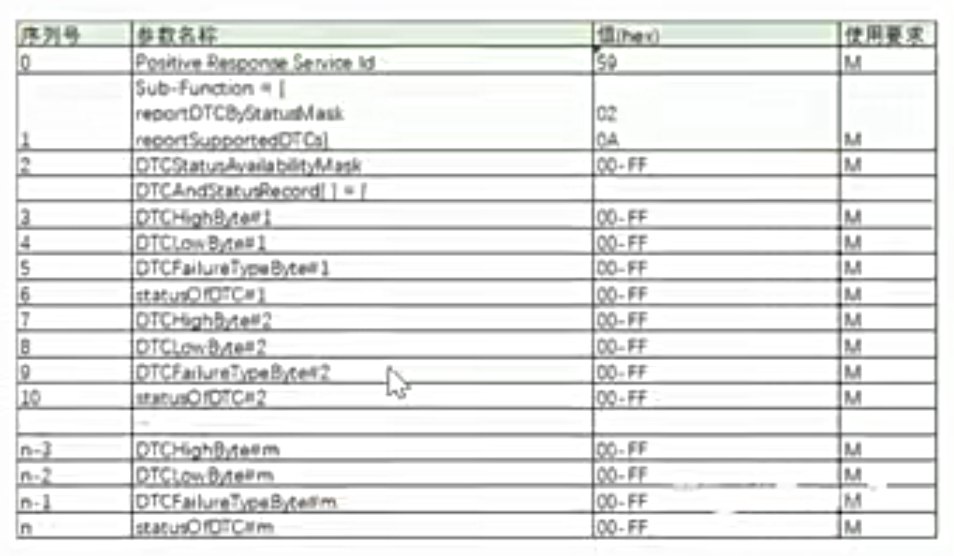 序列号 参数名称 值(hex) 使用要求
0 Positive Response Service Id 59 M
Sub-Function = [
reportDTCByStatusMask 02
1 reportSupportedDTCs] 0A M
2 DTCStatusAvailabilityMask 00-FF M
DTCAndStatusRecord[ ] = [
3 DTCHighByte#1 00-FF M
4 DTCLowByte#1 00-FF M
5 DTCFailureTypeByte#1 00-FF M
6 statusOfDTC#1 00-FF M
7 DTCHighByte#2 00-FF M
8 DTCLowByte#2 00-FF M
9 DTCFailureTypeByte#2 00-FF M
10 statusOfDTC#2 00-FF M
n-3 DTCHighByte#m 00-FF M
n-2 DTCLowByte#m 00-FF M
n-1 DTCFailureTypeByte#m 00-FF M
n statusOfDTC#m 00-FF M